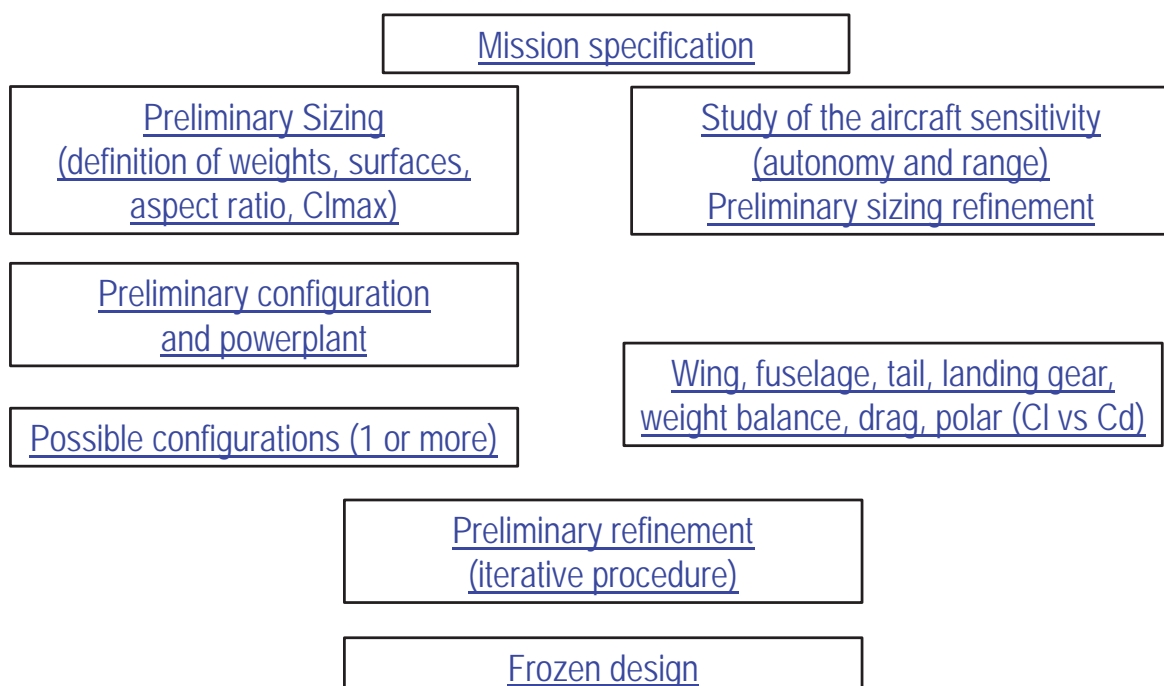 Mission specification
Preliminary Sizing
(definition of weights, surfaces,
aspect ratio, Clmax)
Study of the aircraft sensitivity
(autonomy and range)
Preliminary sizing refinement
Preliminary configuration
and powerplant
Wing, fuselage, tail, landing gear,
weight balance, drag, polar (Cl vs Cd)
Possible configurations (1 or more)
Preliminary refinement
(iterative procedure)
Frozen design